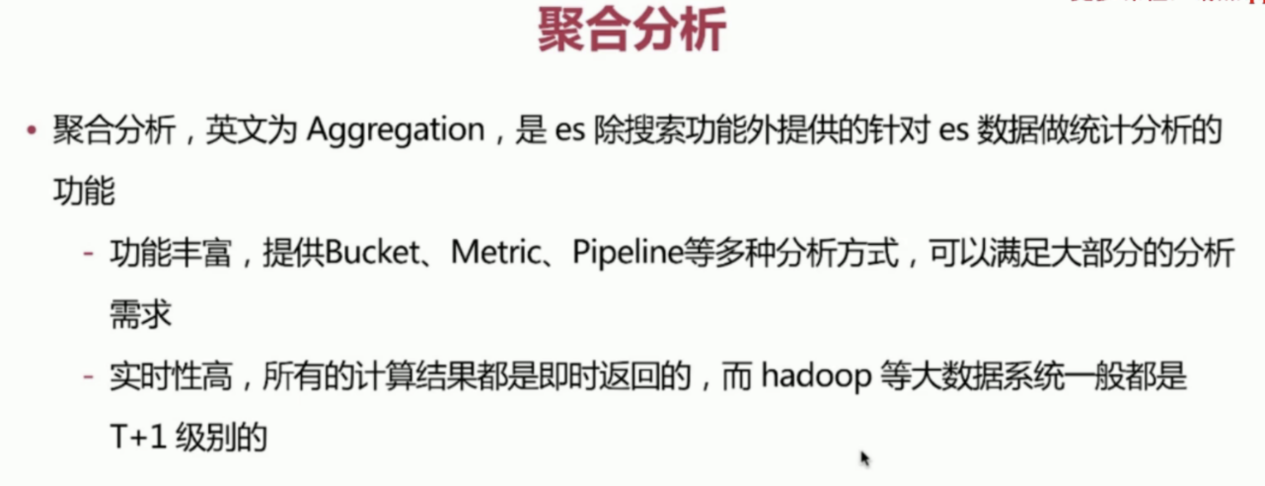 聚合分析
• 聚合分析，英文为 Aggregation，是 es 除搜索功能外提供的针对 es 数据做统计分析的
功能
- 功能丰富，提供Bucket、Metric、Pipeline等多种分析方式，可以满足大部分的分析
需求
- 实时性高，所有的计算结果都是即时返回的，而 hadoop 等大数据系统一般都是
T+1 级别的